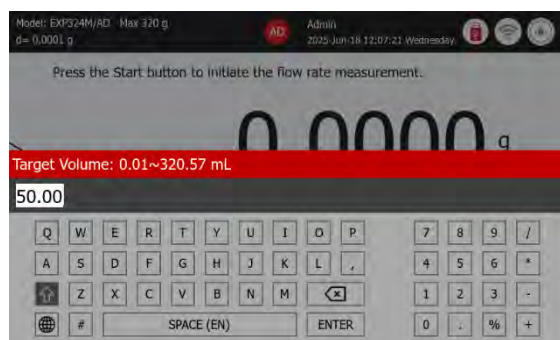 Model: EXP324M/AD Max 320 g
d= 0.0001 g
AD
Admin
2025-Jun-18 12:07:21 Wednesday
Press the Start button to initiate the flow rate measurement.
0.0000 g
Target Volume: 0.01~320.57 mL
50.00
Q W E R T Y U I O P 7 8 9 /
A S D F G H J K L , 4 5 6 *
Z X C V B N M 1 2 3 -
# SPACE (EN) ENTER 0 . % +